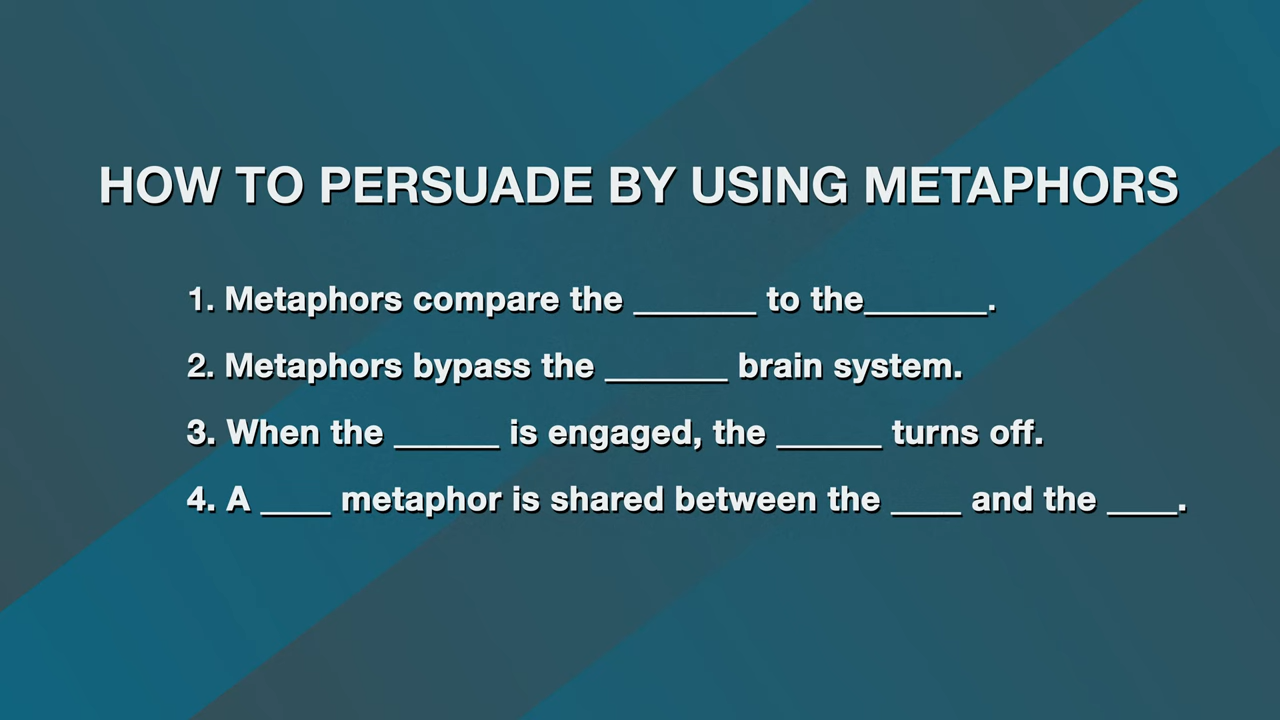 HOW TO PERSUADE BY USING METAPHORS
1. Metaphors compare the _______ to the_______.
2. Metaphors bypass the _______ brain system.
3. When the ______ is engaged, the ______ turns off.
4. A ____ metaphor is shared between the ____ and the ____.